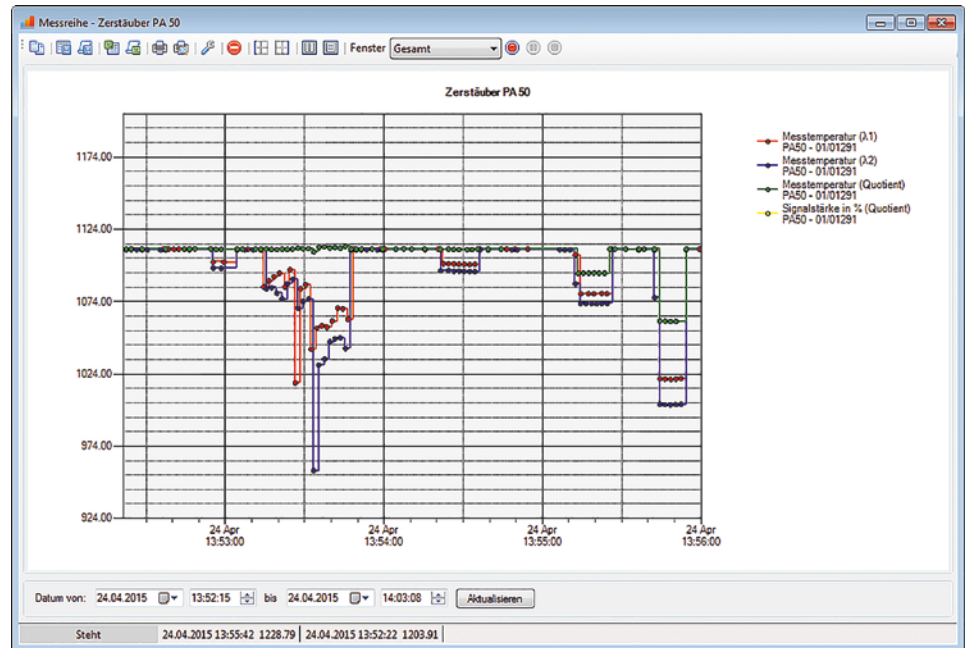 Messreihe - Zerstäuber PA 50
Fenster Gesamt
Zerstäuber PA 50
1174.00
1124.00
1074.00
1024.00
974.00
924.00
24 Apr
13:53:00
24 Apr
13:54:00
24 Apr
13:55:00
24 Apr
13:56:00
Messtemperatur (λ1)
PA50 - 01/01291
Messtemperatur (λ2)
PA50 - 01/01291
Messtemperatur (Quotient)
PA50 - 01/01291
Signalstärke in % (Quotient)
PA50 - 01/01291
Datum von: 24.04.2015 13:52:15 bis 24.04.2015 14:03:08 Aktualisieren
Steht 24.04.2015 13:55:42 1228.79 24.04.2015 13:52:22 1203.91